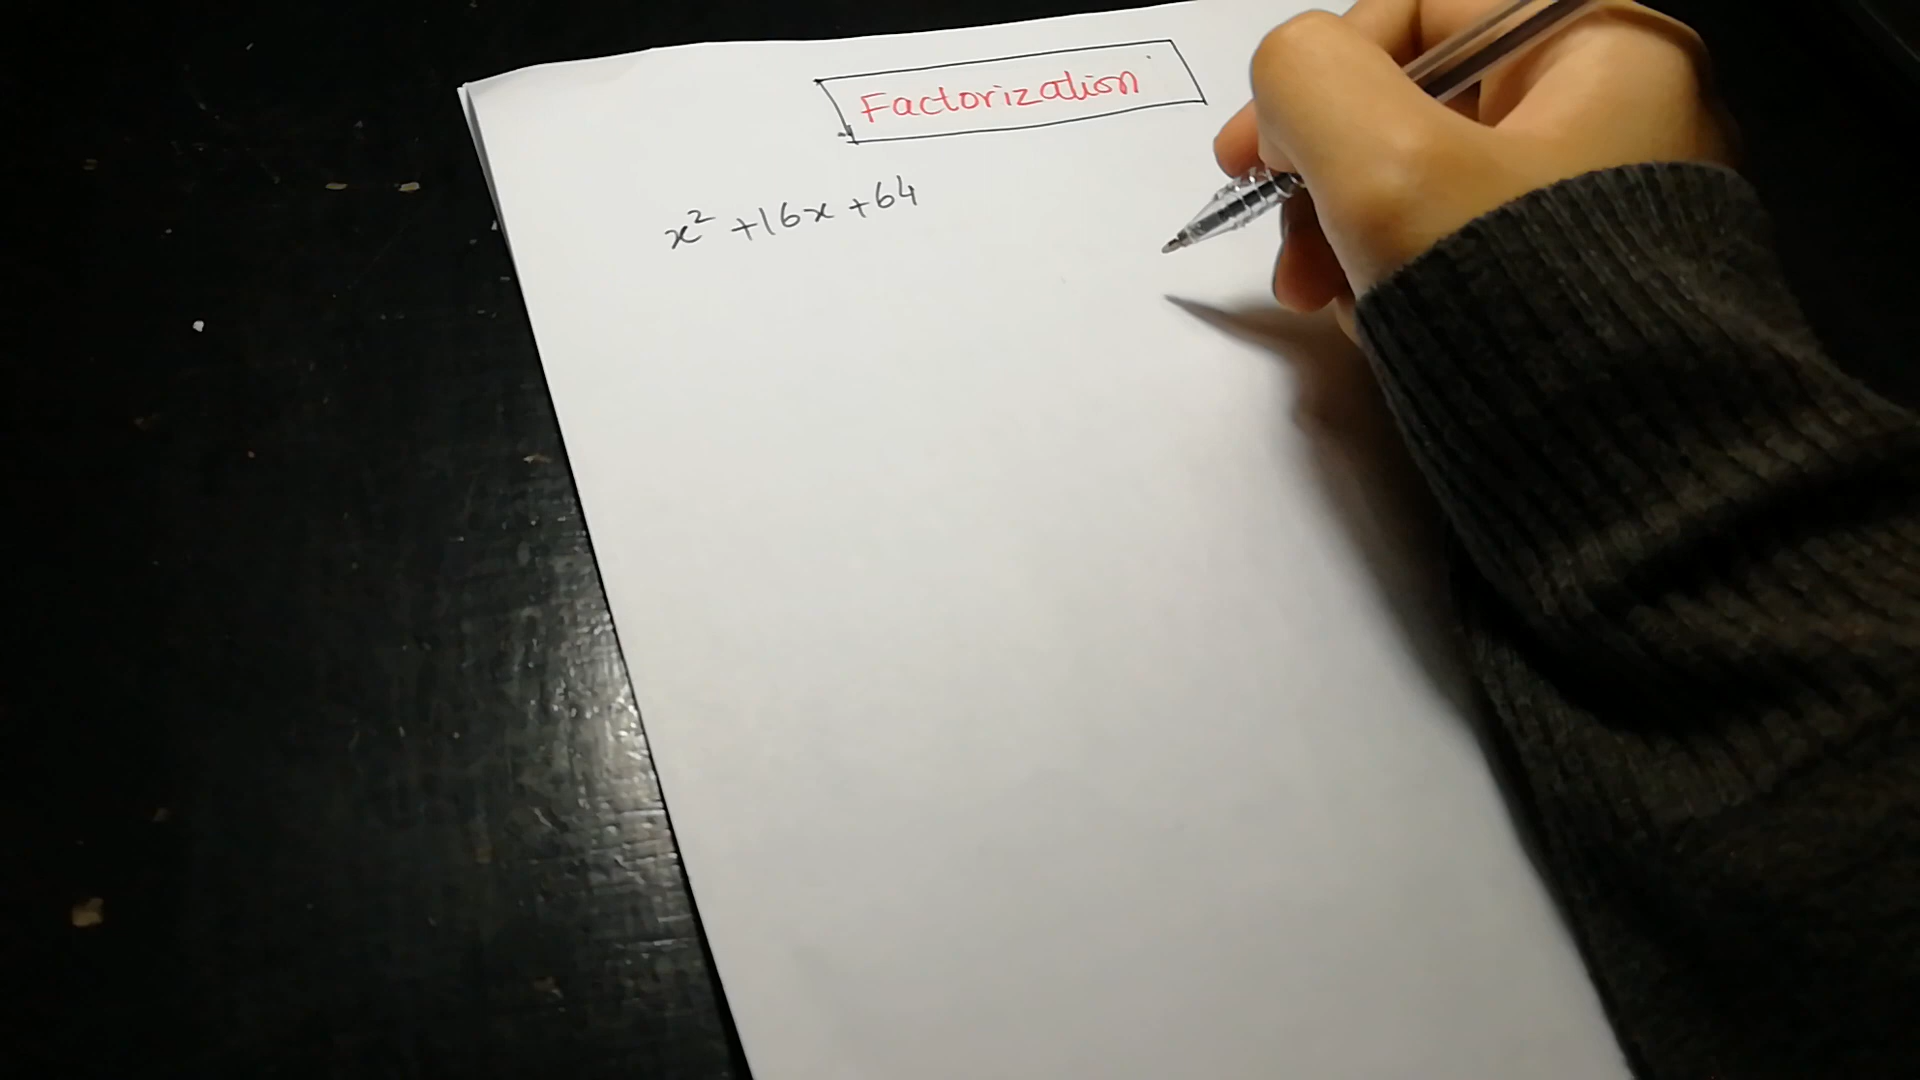 Factorization
x² +16x +64